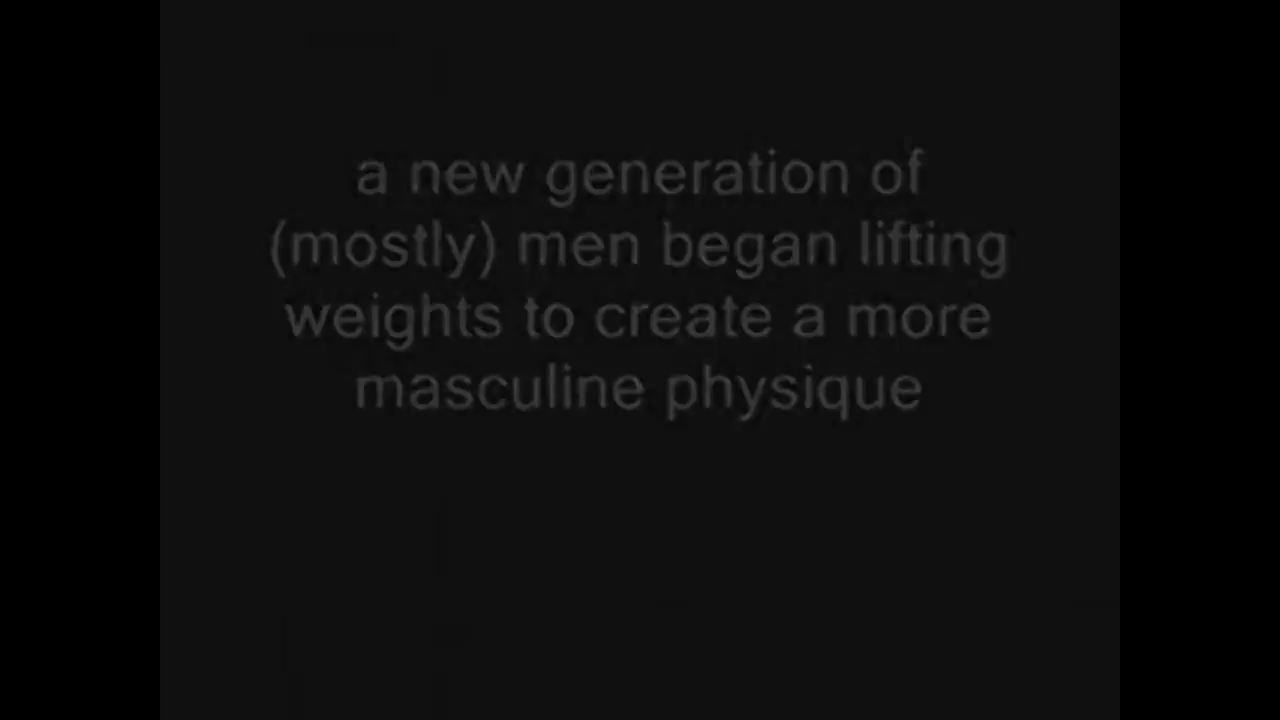 a new generation of
(mostly) men began lifting
weights to create a more
masculine physique